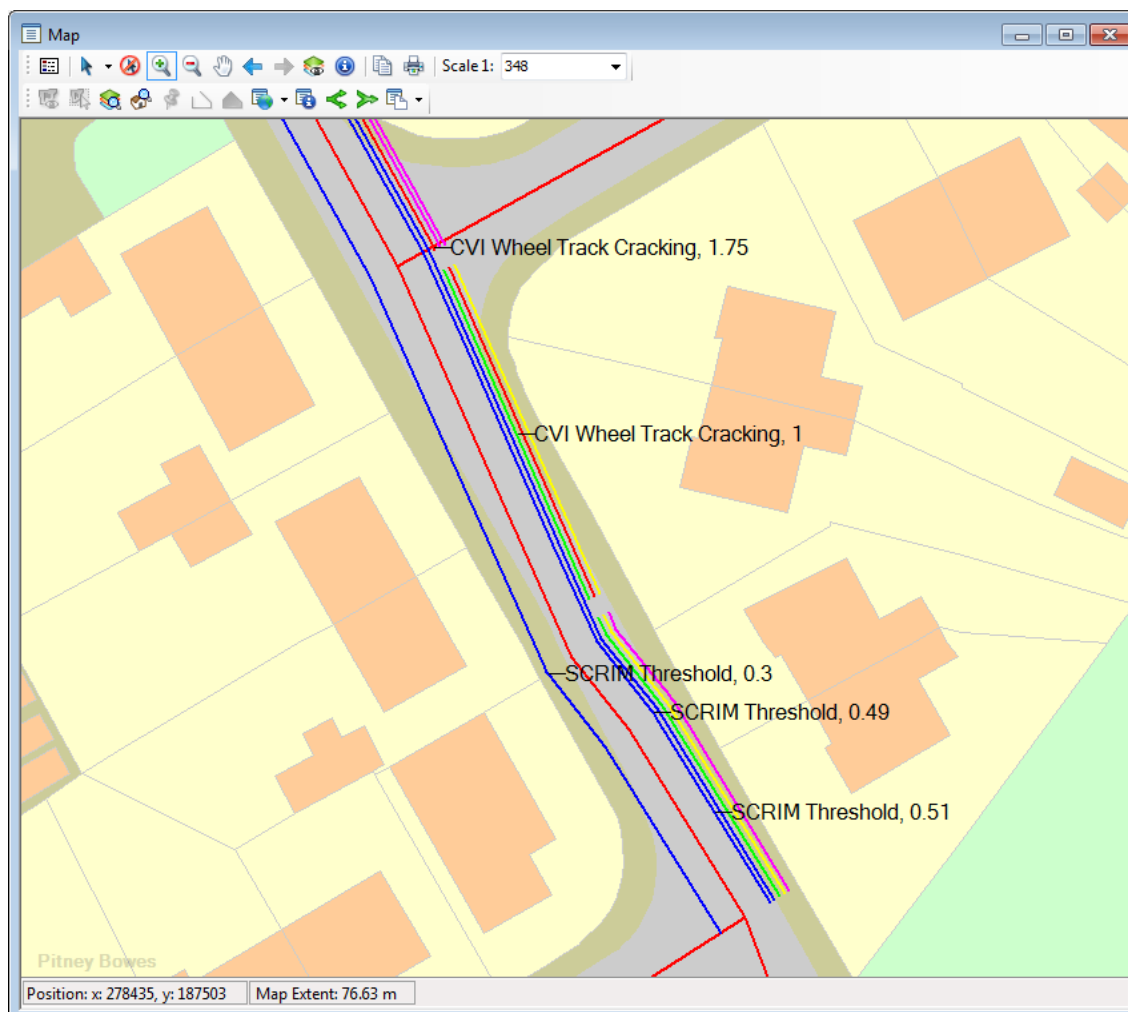 Map
Scale 1: 348
CVI Wheel Track Cracking, 1.75
CVI Wheel Track Cracking, 1
SCRIM Threshold, 0.3
SCRIM Threshold, 0.49
SCRIM Threshold, 0.51
Pitney Bowes
Position: x: 278435, y: 187503 Map Extent: 76.63 m